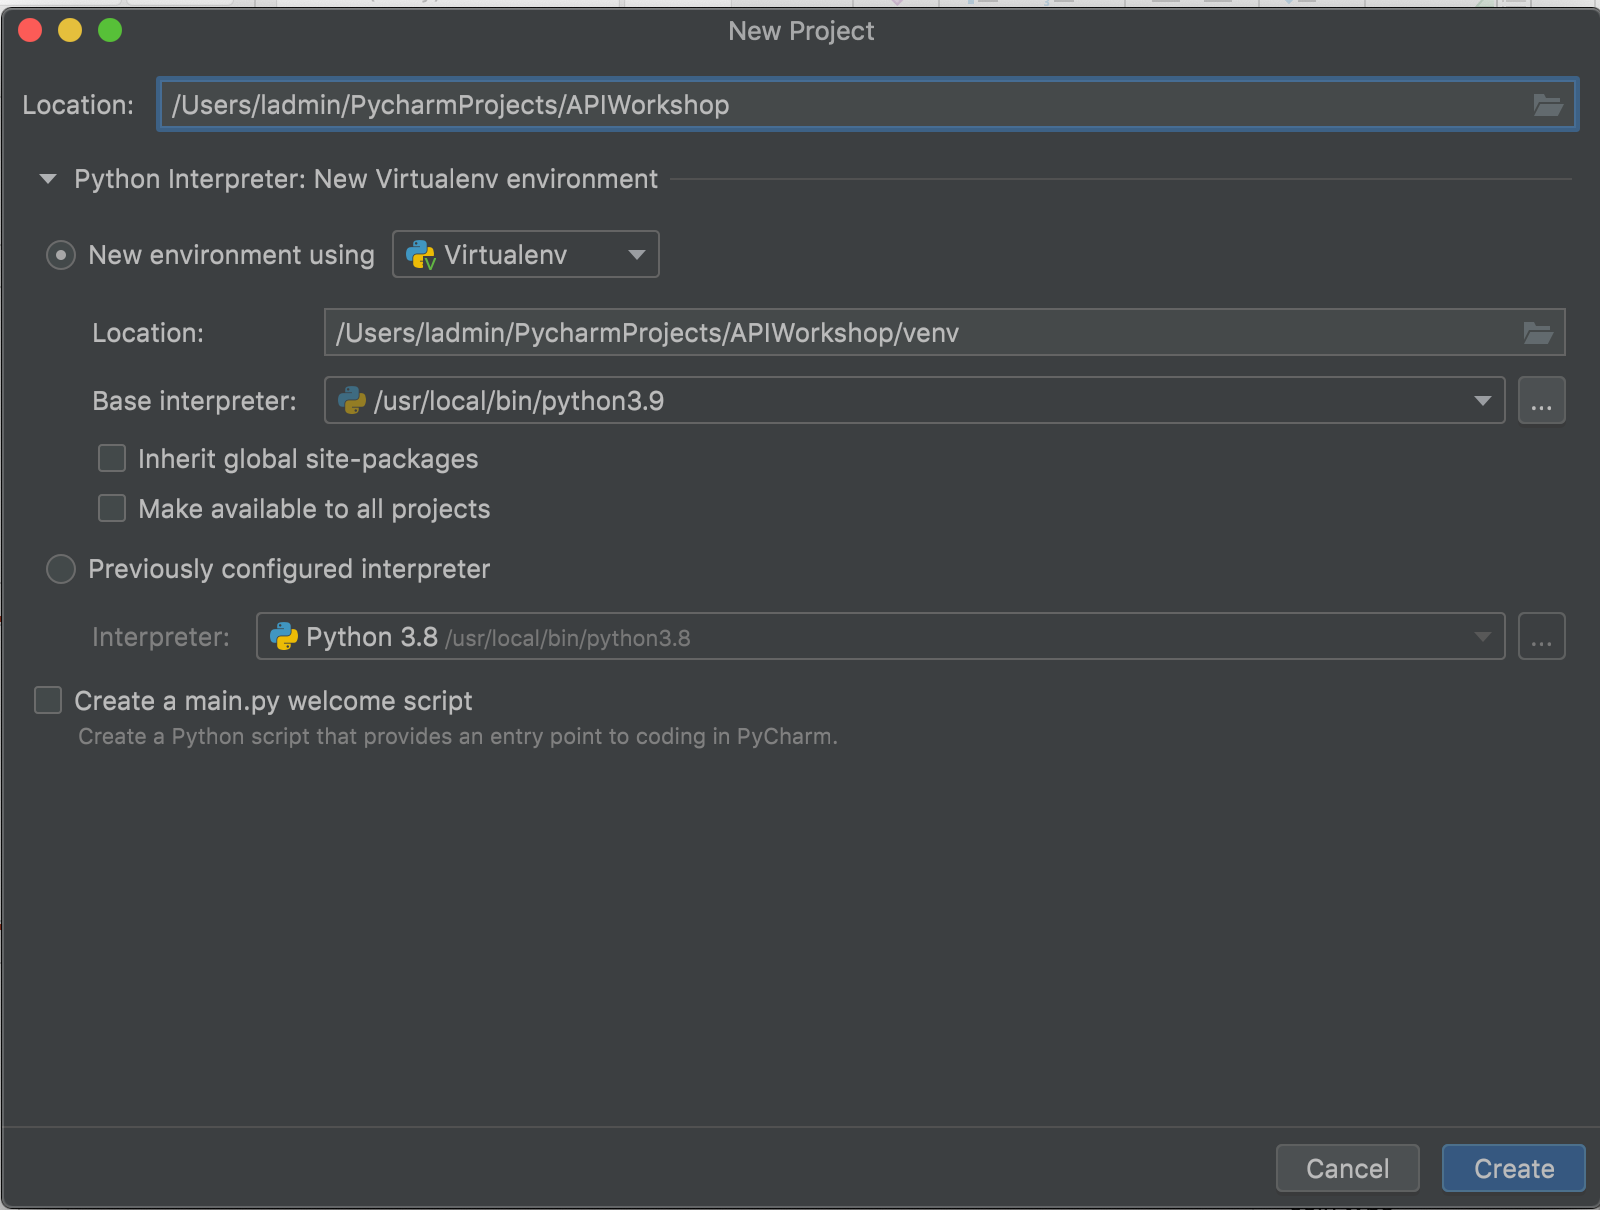 New Project
Location: /Users/ladmin/PycharmProjects/APIWorkshop
Python Interpreter: New Virtualenv environment
New environment using Virtualenv
Location: /Users/ladmin/PycharmProjects/APIWorkshop/venv
Base interpreter: /usr/local/bin/python3.9 ...
Inherit global site-packages
Make available to all projects
Previously configured interpreter
Interpreter: Python 3.8 /usr/local/bin/python3.8 ...
Create a main.py welcome script
Create a Python script that provides an entry point to coding in PyCharm.
Cancel Create